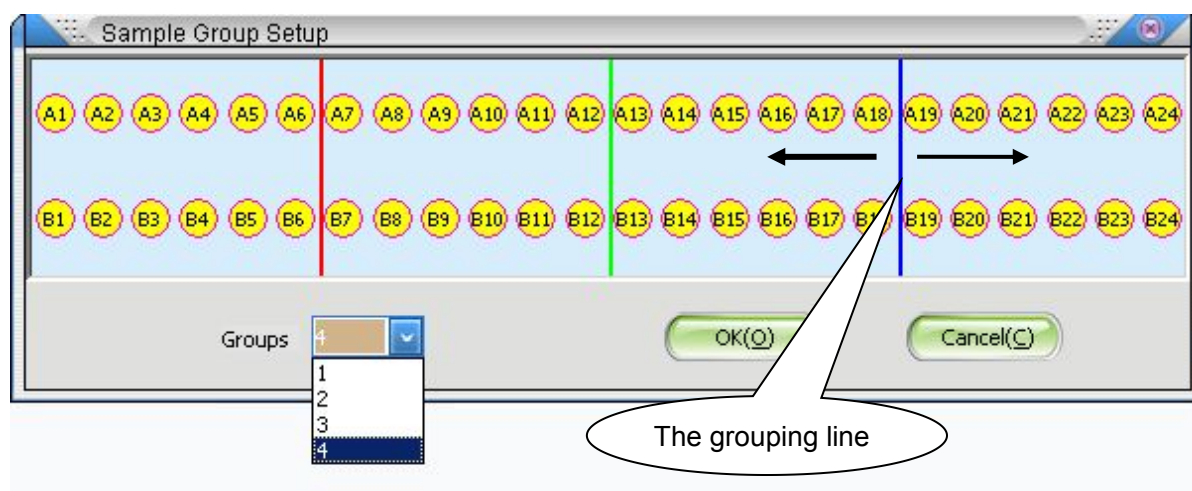 Sample Group Setup
A1 A2 A3 A4 A5 A6 A7 A8 A9 A10 A11 A12 A13 A14 A15 A16 A17 A18 A19 A20 A21 A22 A23 A24
B1 B2 B3 B4 B5 B6 B7 B8 B9 B10 B11 B12 B13 B14 B15 B16 B17 B19 B20 B21 B22 B23 B24
Groups 4 OK(O) Cancel(C)
1
2
3
4
The grouping line